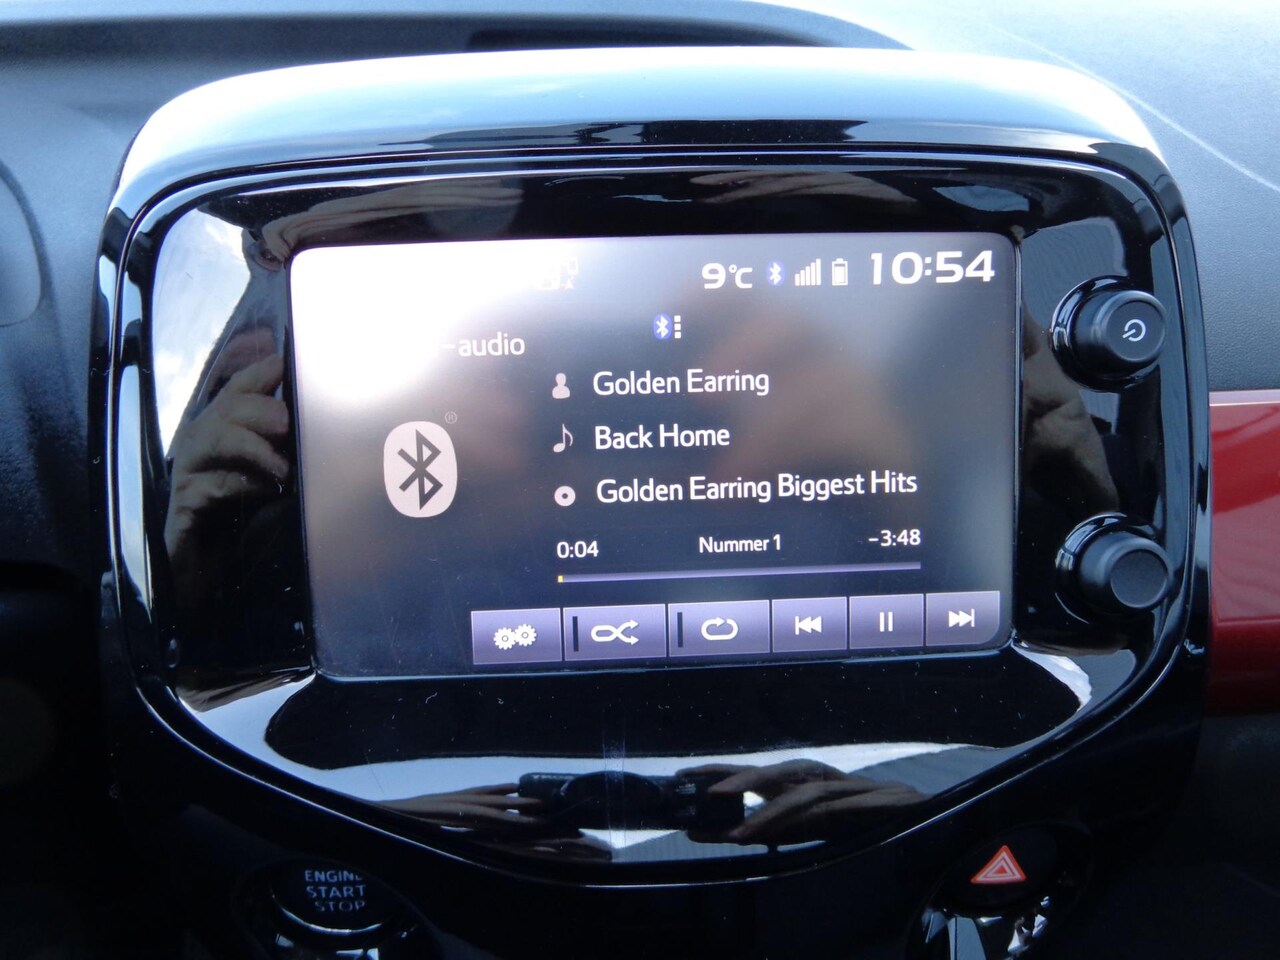 9°C 10:54
-audio
®
Golden Earring
Back Home
Golden Earring Biggest Hits
0:04 Nummer 1 -3:48
ENGINE
START
STOP